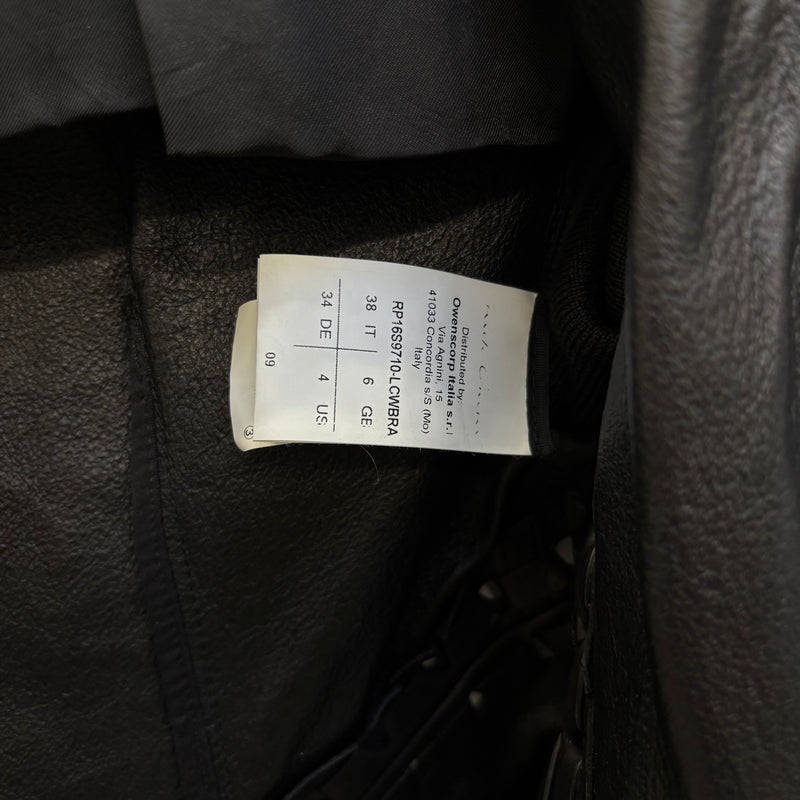 Distributed by:
Owenscorp Italia s.r.l
Via Agnini, 15
41033 Concordia s/S (Mo)
Italy
RP16S9710-LCWBRA
38 IT 6 GB
34 DE 4 US
09
3